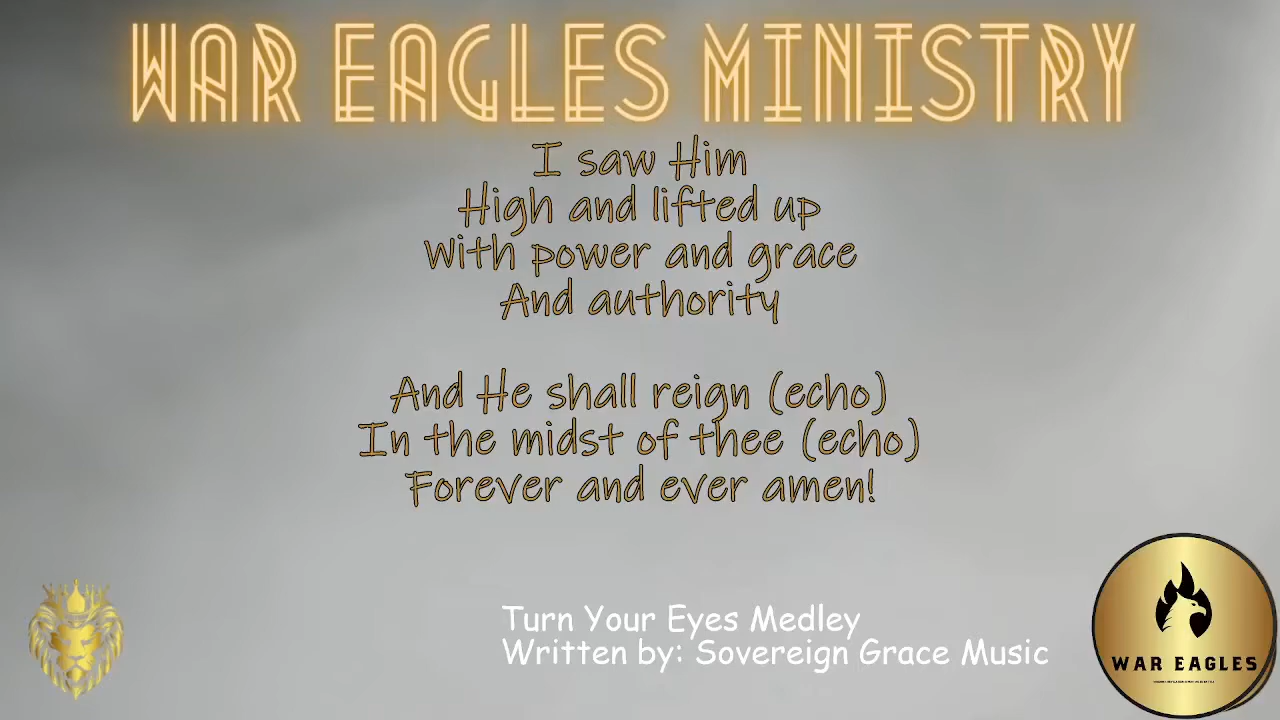 WAR EAGLES MINISTRY
I saw Him
High and lifted up
With power and grace
And authority
And He shall reign (echo)
In the midst of thee (echo)
Forever and ever amen!
Turn Your Eyes Medley
Written by: Sovereign Grace Music
WAR EAGLES